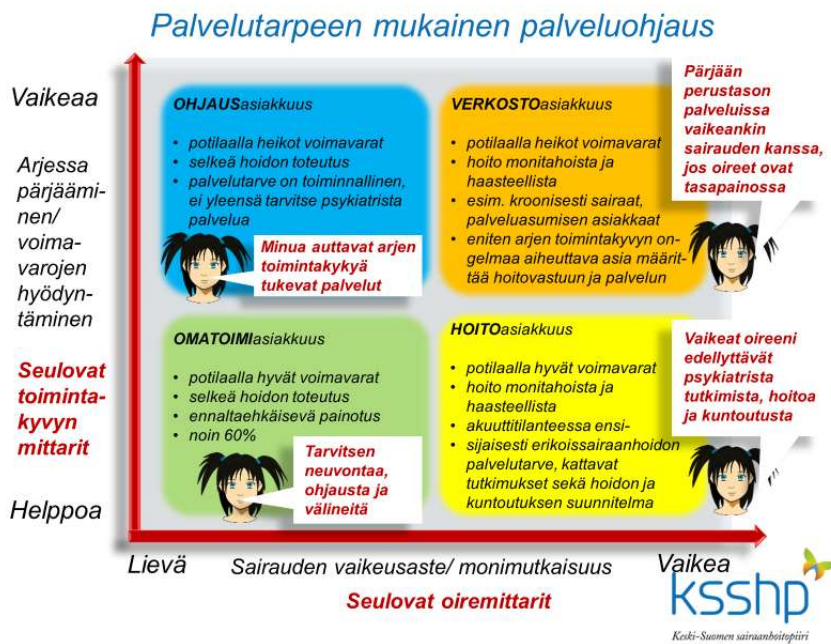 Palvelutarpeen mukainen palveluohjaus
Vaikeaa
Arjessa
pärjäämi-
nen/
voima-
varojen
hyödyn-
täminen
Seulovat
toiminta-
kyvyn
mittarit
Helppoa
OHJAUSasiakkuus
• potilaalla heikot voimavarat
• selkeä hoidon toteutus
• palvelutarve on toiminnallinen,
ei yleensä tarvitse psykiatrista
palvelua
Minua auttavat arjen
toimintakykyä
tukevat palvelut
VERKOSTOasiakkuus
• potilaalla heikot voimavarat
• hoito monitahoista ja
haasteellista
• esim. kroonisesti sairaat,
palveluasumisen asiakkaat
• eniten arjen toimintakyvyn on-
gelmaa aiheuttava asia määrit-
tää hoitovastuun ja palvelun
Pärjään
perustason
palveluissa
vaikeankin
sairauden kanssa,
jos oireet ovat
tasapainossa
OMATOIMIasiakkuus
• potilaalla hyvät voimavarat
• selkeä hoidon toteutus
• ennaltaehkäisevä painotus
• noin 60%
Tarvitsen
neuvontaa,
ohjausta ja
välineitä
HOITOasiakkuus
• potilaalla hyvät voimavarat
• hoito monitahoista ja
haasteellista
• akuuttitilanteessa ensi-
• sijaisesti erikoissairaanhoidon
palvelutarve, kattavat
tutkimukset sekä hoidon ja
kuntoutuksen suunnitelma
Vaikeat oireeni
edellyttävät
psykiatrista
tutkimista, hoitoa
ja kuntoutusta
Lievä
Sairauden vaikeusaste/ monimutkaisuus
Vaikea
Seulovat oiremittarit
ksshp
Keski-Suomen sairaanhoitopiiri